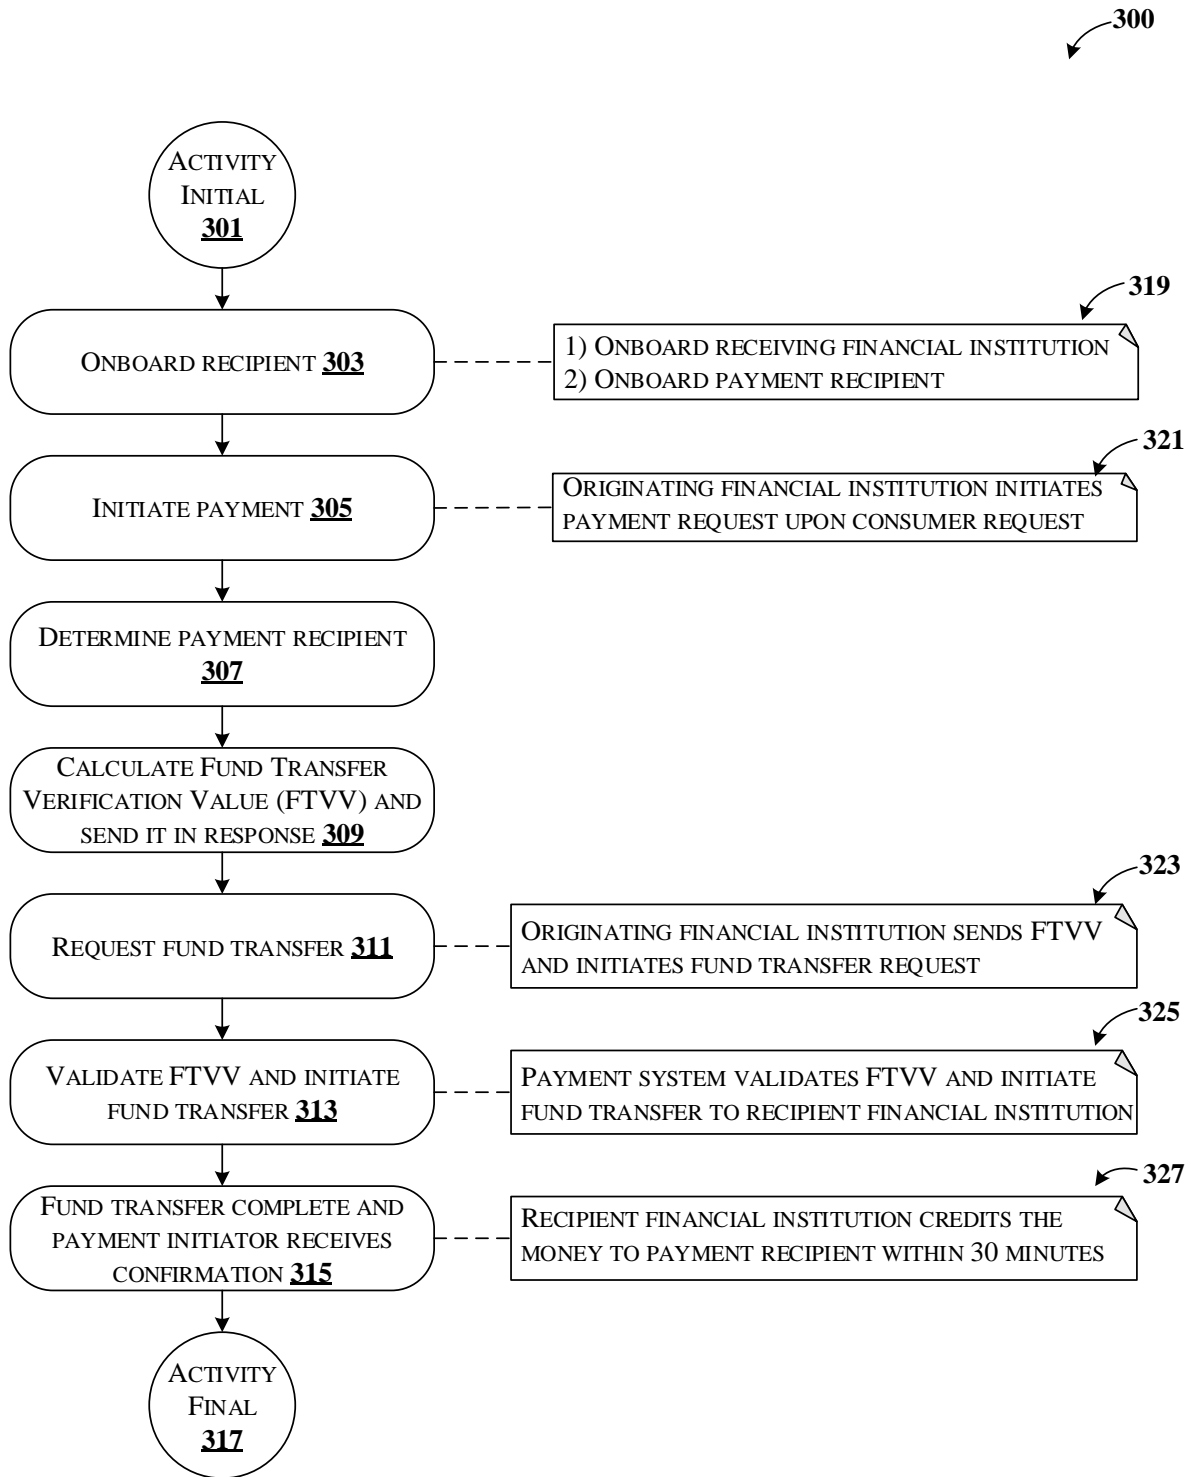 300
ACTIVITY
INITIAL
301
319
ONBOARD RECIPIENT 303
1) ONBOARD RECEIVING FINANCIAL INSTITUTION
2) ONBOARD PAYMENT RECIPIENT
321
INITIATE PAYMENT 305
ORIGINATING FINANCIAL INSTITUTION INITIATES
PAYMENT REQUEST UPON CONSUMER REQUEST
DETERMINE PAYMENT RECIPIENT
307
CALCULATE FUND TRANSFER
VERIFICATION VALUE (FTVV) AND
SEND IT IN RESPONSE 309
323
REQUEST FUND TRANSFER 311
ORIGINATING FINANCIAL INSTITUTION SENDS FTVV
AND INITIATES FUND TRANSFER REQUEST
325
VALIDATE FTVV AND INITIATE
FUND TRANSFER 313
PAYMENT SYSTEM VALIDATES FTVV AND INITIATE
FUND TRANSFER TO RECIPIENT FINANCIAL INSTITUTION
327
FUND TRANSFER COMPLETE AND
PAYMENT INITIATOR RECEIVES
CONFIRMATION 315
RECIPIENT FINANCIAL INSTITUTION CREDITS THE
MONEY TO PAYMENT RECIPIENT WITHIN 30 MINUTES
ACTIVITY
FINAL
317